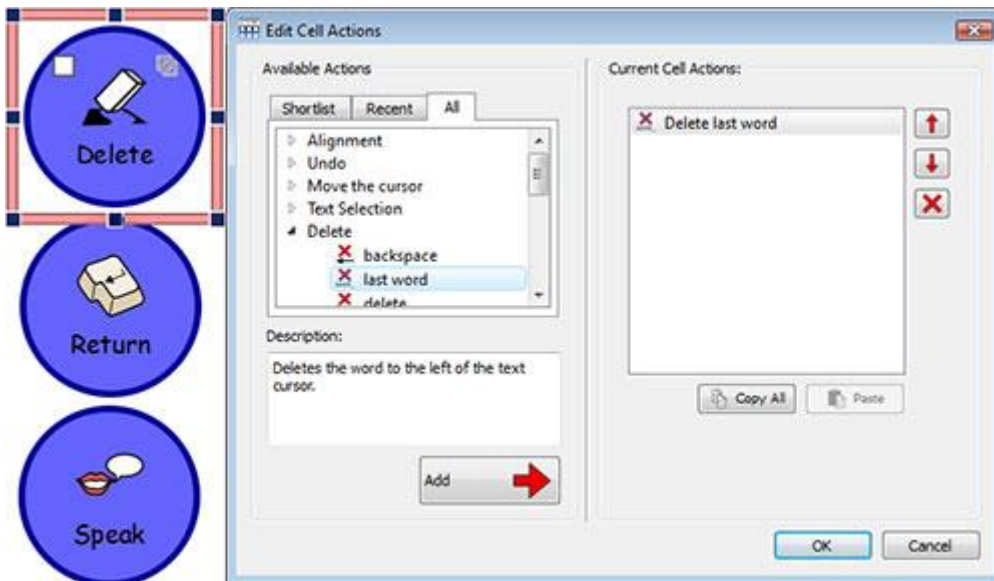 Delete
Return
Speak
Edit Cell Actions
Available Actions
Shortlist Recent All
Alignment
Undo
Move the cursor
Text Selection
Delete
backspace
last word
delete
Description:
Deletes the word to the left of the text
cursor.
Add
Current Cell Actions:
Delete last word
Copy All Paste
OK Cancel